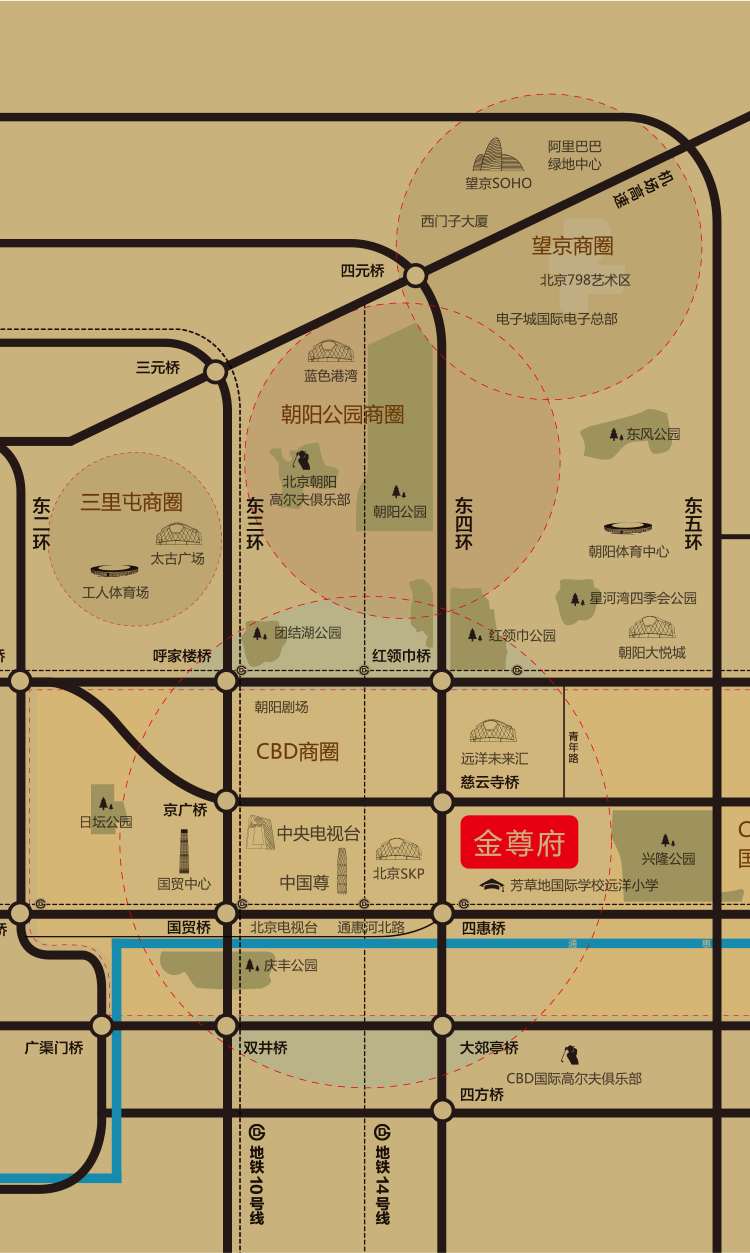 阿里巴巴
绿地中心
望京SOHO
机场高速
西门子大厦
望京商圈
四元桥
北京798艺术区
电子城国际电子总部
三元桥
蓝色港湾
朝阳公园商圈
东风公园
北京朝阳
高尔夫俱乐部
朝阳公园
三里屯商圈
东二环
东三环
东四环
东五环
太古广场
朝阳体育中心
工人体育场
星河湾四季会公园
团结湖公园
红领巾公园
朝阳大悦城
桥
呼家楼桥
红领巾桥
朝阳剧场
CBD商圈
青年路
远洋未来汇
慈云寺桥
京广桥
日坛公园
中央电视台
金尊府
C
国
兴隆公园
北京SKP
国贸中心
中国尊
芳草地国际学校远洋小学
桥
国贸桥
北京电视台
通惠河北路
四惠桥
通
惠
庆丰公园
广渠门桥
双井桥
大郊亭桥
CBD国际高尔夫俱乐部
四方桥
地铁10号线
地铁14号线